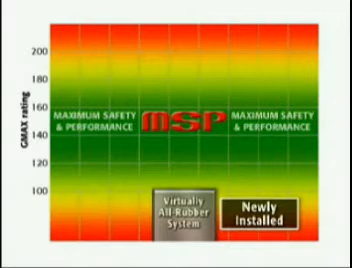 200
180
160
140
120
100
GMAX rating
MAXIMUM SAFETY
& PERFORMANCE
MSP
MAXIMUM SAFETY
& PERFORMANCE
Virtually
All-Rubber
System
Newly
Installed